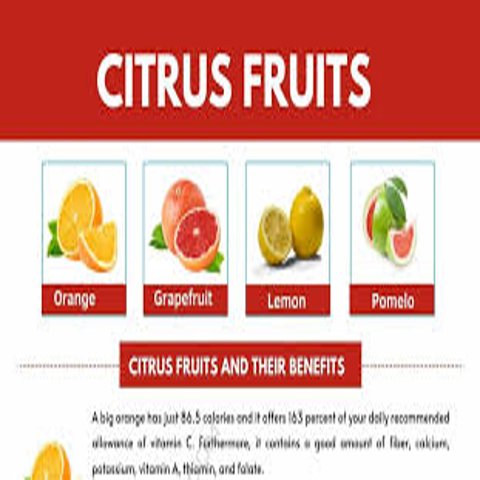 CITRUS FRUITS
Orange
Grapefruit
Lemon
Pomelo
CITRUS FRUITS AND THEIR BENEFITS
A big orange has just 86.5 calories and it offers 163 percent of your daily recommended
allowance of vitamin C. Furthermore, it contains a good amount of fiber, calcium,
potassium, vitamin A, thiamin, and folate.